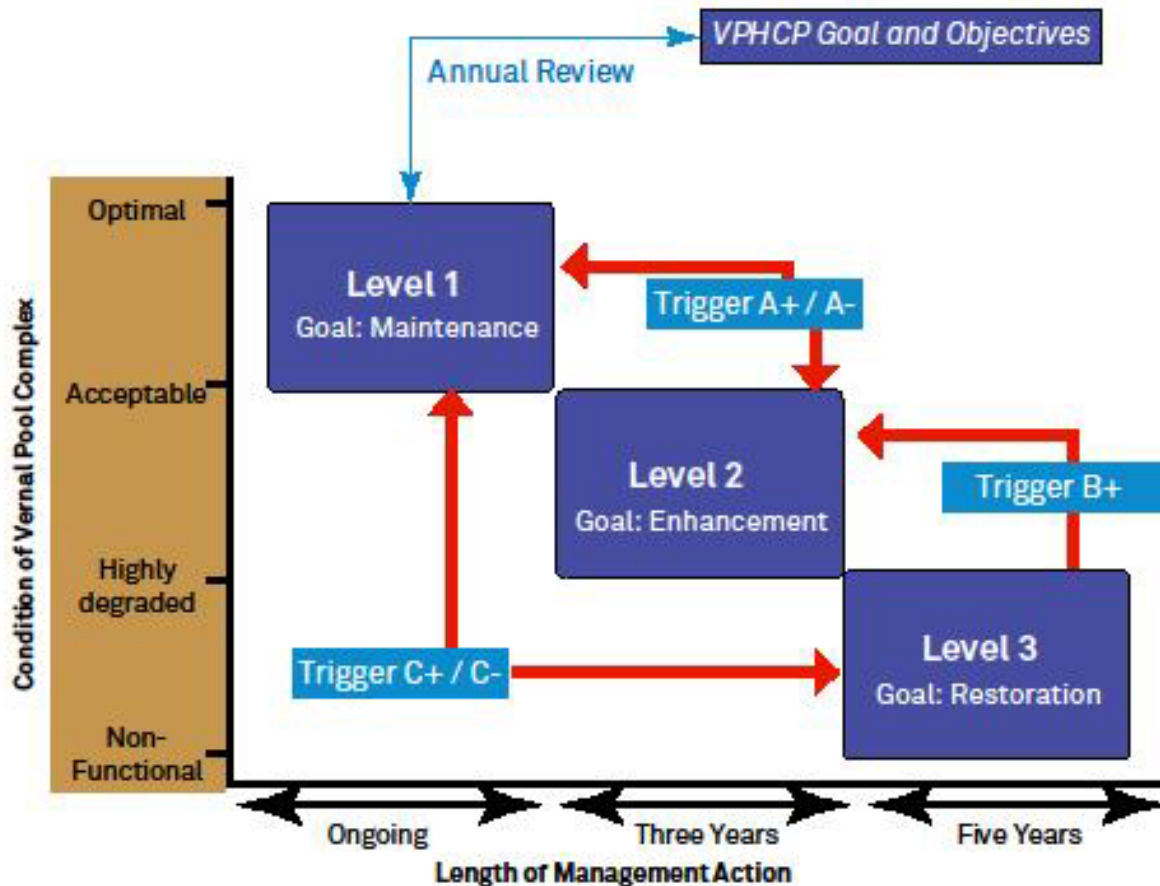 VPHCP Goal and Objectives
Annual Review
Condition of Vernal Pool Complex
Optimal
Acceptable
Highly
degraded
Non-
Functional
Level 1
Goal: Maintenance
Trigger A+ / A-
Level 2
Goal: Enhancement
Trigger B+
Trigger C+ / C-
Level 3
Goal: Restoration
Ongoing
Three Years
Five Years
Length of Management Action